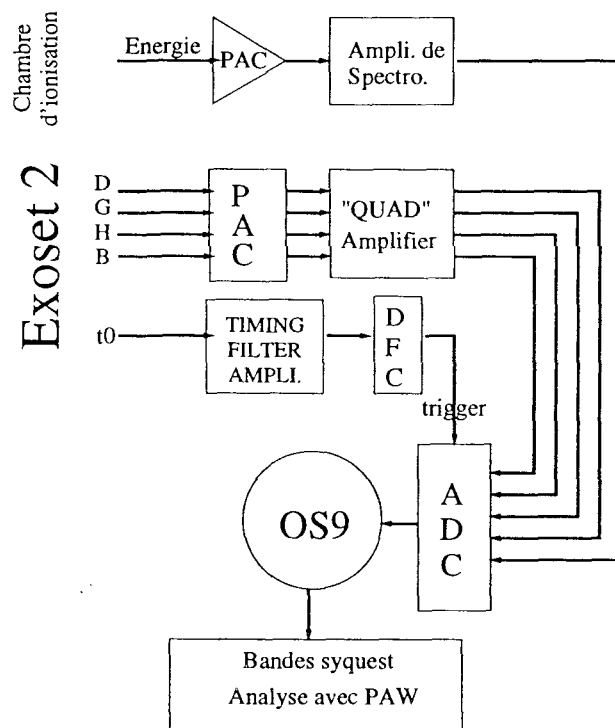 Chambre
d'ionisation
Energie
PAC
Ampli. de
Spectro.
Exoset 2
D
G
H
B
P
A
C
"QUAD"
Amplifier
t0
TIMING
FILTER
AMPLI.
D
F
C
trigger
A
D
C
OS9
Bandes syquest
Analyse avec PAW